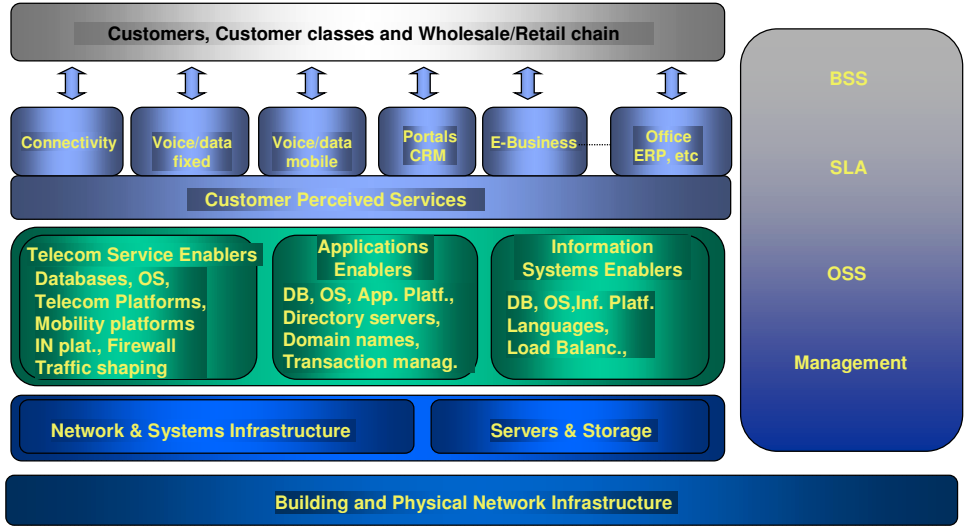 Customers, Customer classes and Wholesale/Retail chain
Connectivity
Voice/data
fixed
Voice/data
mobile
Portals
CRM
E-Business
Office
ERP, etc
Customer Perceived Services
Telecom Service Enablers
Databases, OS,
Telecom Platforms,
Mobility platforms
IN plat., Firewall
Traffic shaping
Applications
Enablers
DB, OS, App. Platf.,
Directory servers,
Domain names,
Transaction manag.
Information
Systems Enablers
DB, OS,Inf. Platf.
Languages,
Load Balanc.,
Network & Systems Infrastructure
Servers & Storage
Building and Physical Network Infrastructure
BSS
SLA
OSS
Management